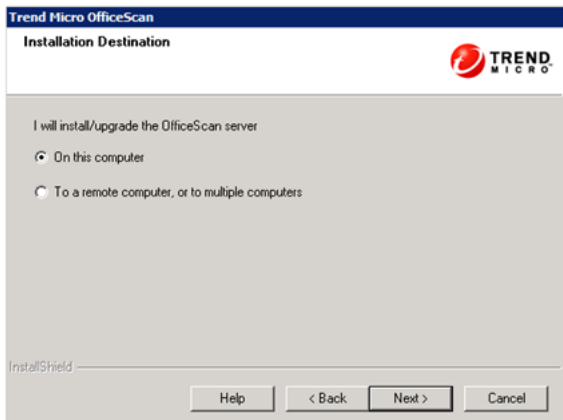 Trend Micro OfficeScan
Installation Destination
TREND
MICRO
I will install/upgrade the OfficeScan server
On this computer
To a remote computer, or to multiple computers
InstallShield
Help
< Back
Next >
Cancel